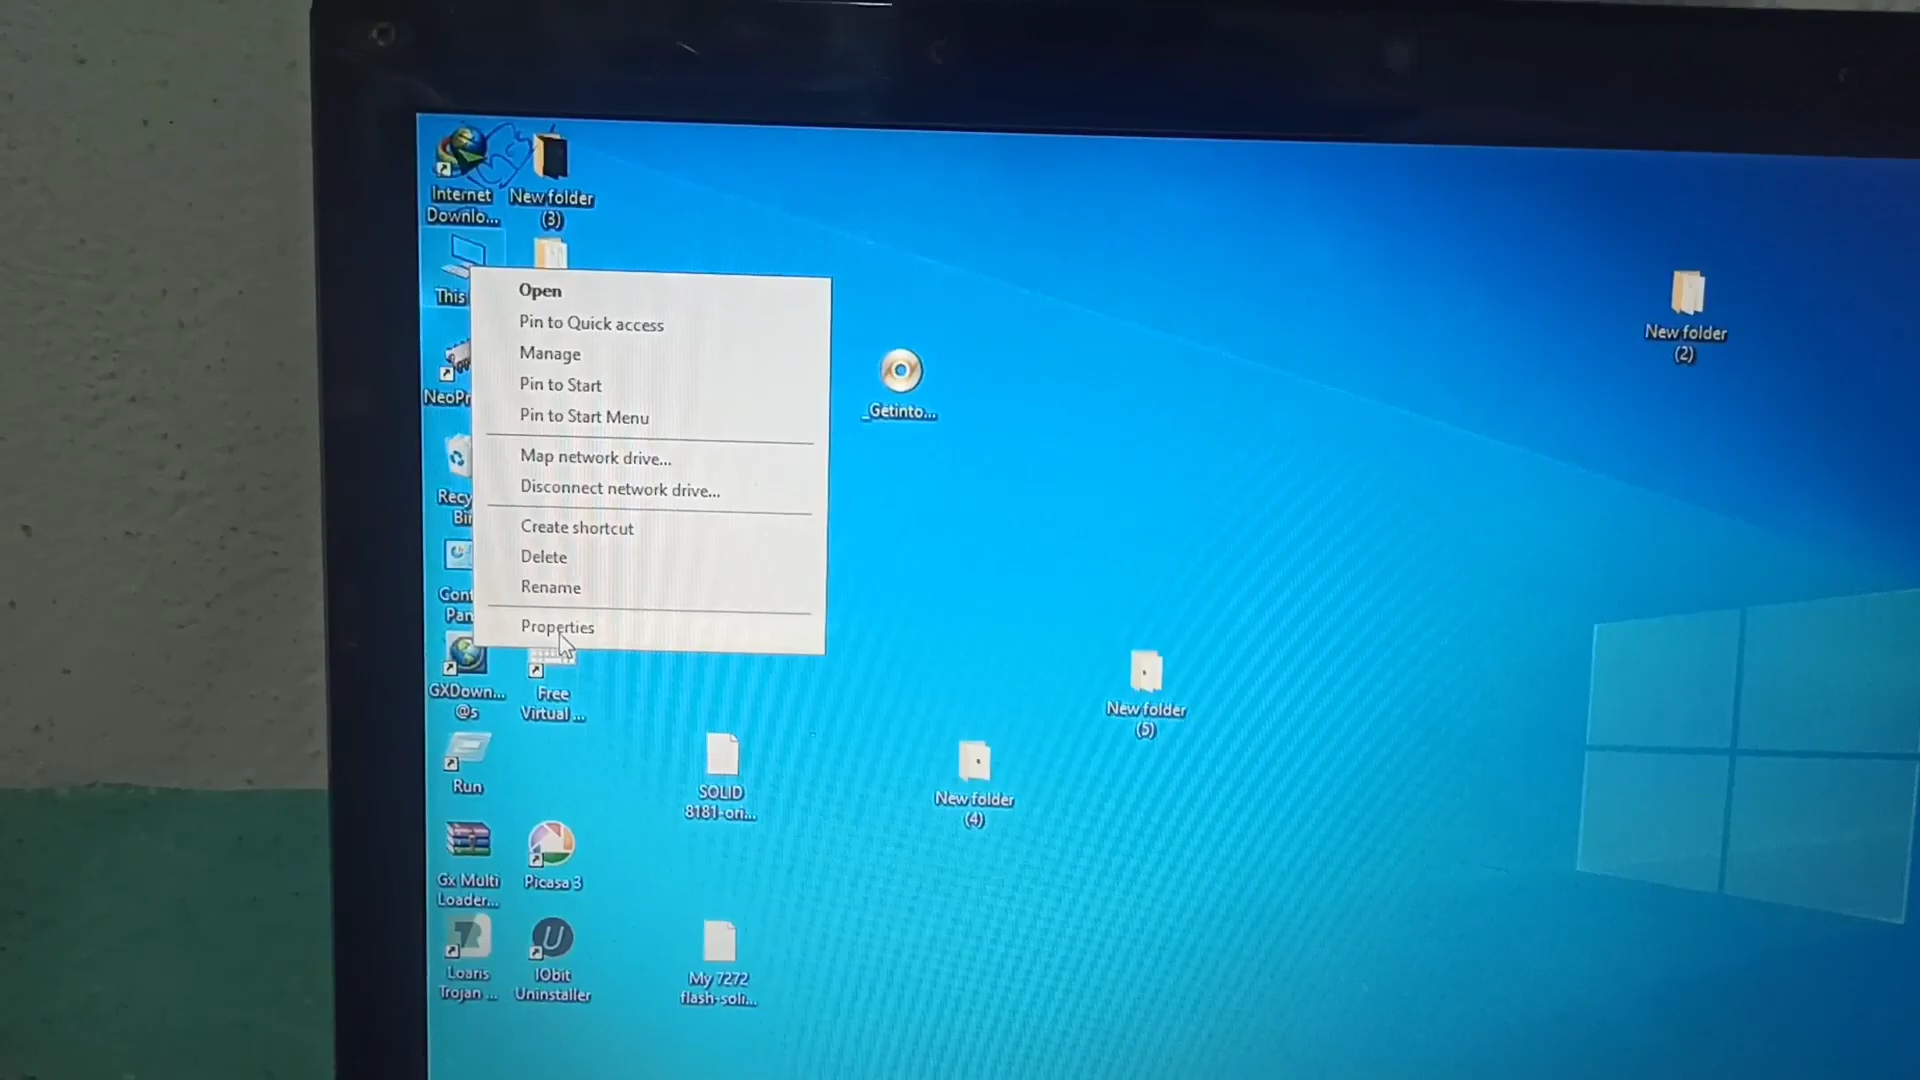 Internet
Downlo...
New folder
(3)
This
Open
Pin to Quick access
Manage
Pin to Start
Pin to Start Menu
Map network drive...
Disconnect network drive...
Create shortcut
Delete
Rename
Properties
NeoPr
Recy
Bi
Cont
Pan
GXDown...
@s
Free
Virtual ...
Run
Gx Multi
Loader...
Picasa 3
Loaris
Trojan ...
IObit
Uninstaller
SOLID
8181-ori...
My 7272
flash-soli...
_Getinto...
New folder
(4)
New folder
(5)
New folder
(2)